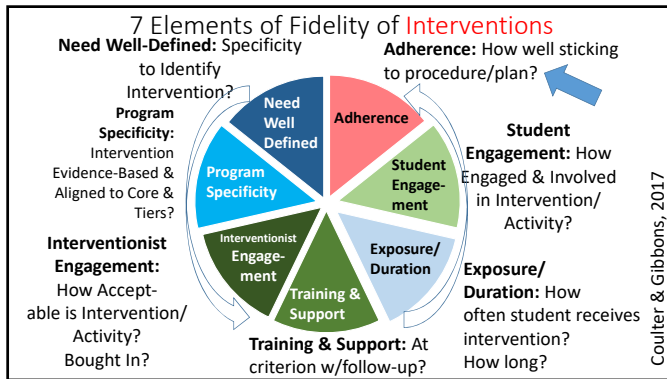 7 Elements of Fidelity of Interventions
Need Well-Defined: Specificity
to Identify
Intervention?
Adherence: How well sticking
to procedure/plan?
Program
Specificity:
Intervention
Evidence-Based &
Aligned to Core &
Tiers?
Student
Engagement: How
Engaged & Involved
in Intervention/
Activity?
Interventionist
Engagement:
How Accept-
able is Intervention/
Activity?
Bought In?
Exposure/
Duration: How
often student receives
intervention?
How long?
Training & Support: At
criterion w/follow-up?
Need
Well
Defined
Adherence
Program
Specificity
Student
Engage-
ment
Interventionist
Engage-
ment
Exposure/
Duration
Training &
Support
Coulter & Gibbons, 2017